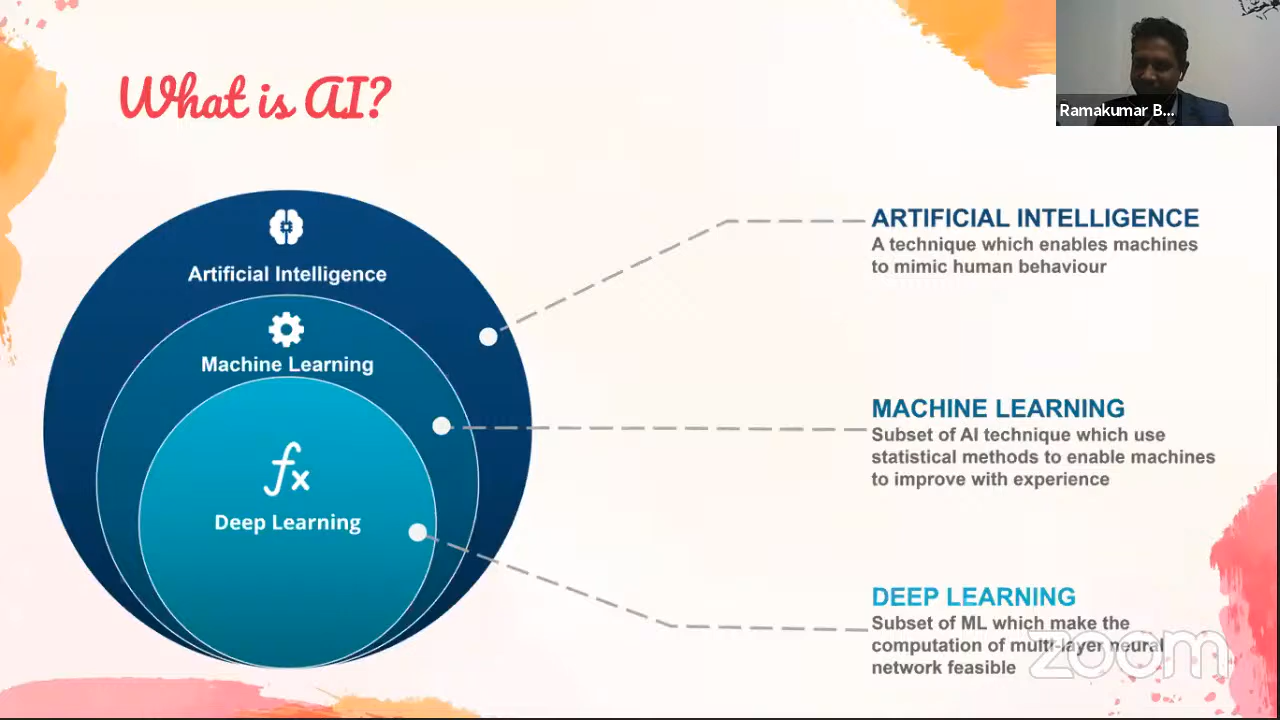 What is AI?
Ramakumar B...
Artificial Intelligence
Machine Learning
fx
Deep Learning
ARTIFICIAL INTELLIGENCE
A technique which enables machines
to mimic human behaviour
MACHINE LEARNING
Subset of AI technique which use
statistical methods to enable machines
to improve with experience
DEEP LEARNING
Subset of ML which make the
computation of multi-layer neural
network feasible
zoom